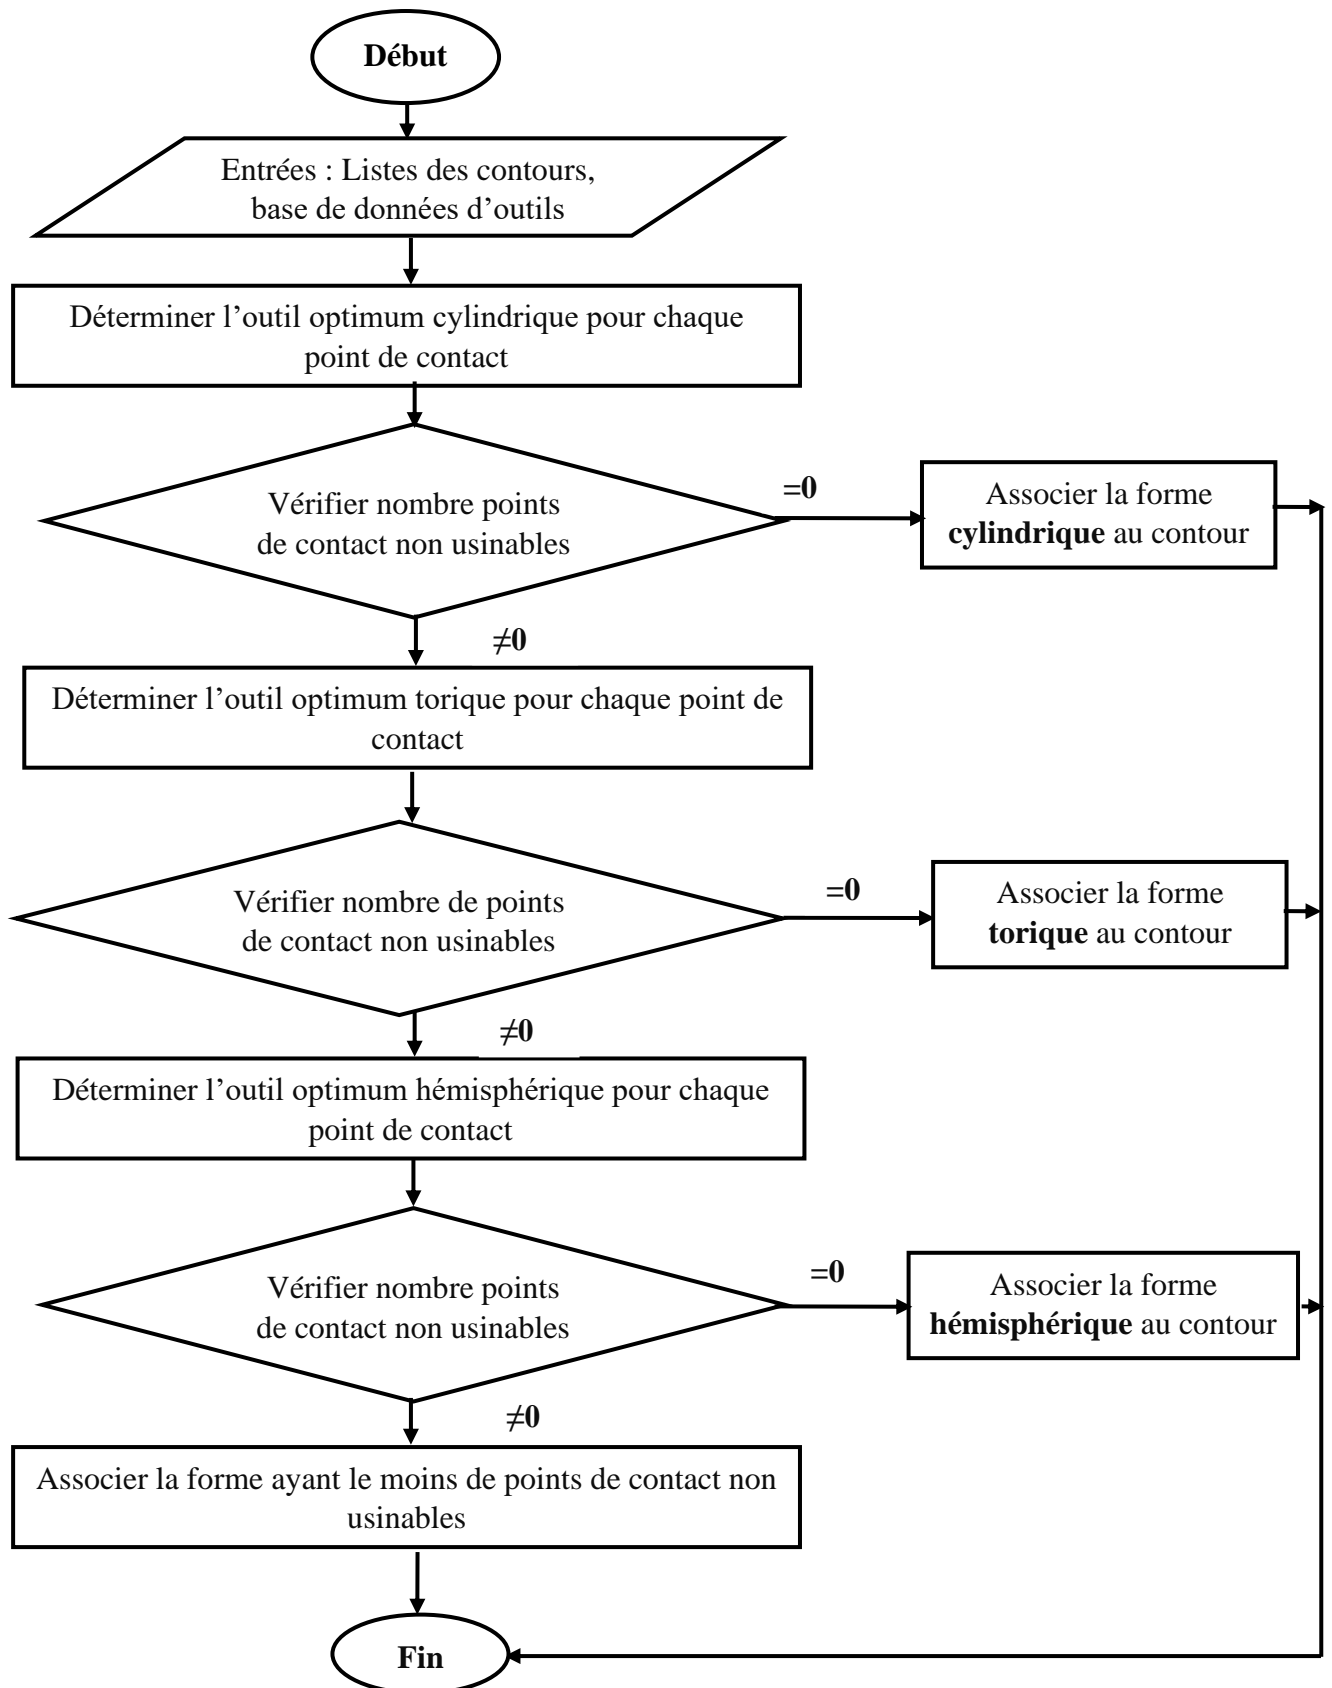 Début
Entrées : Listes des contours,
base de données d’outils
Déterminer l’outil optimum cylindrique pour chaque
point de contact
Vérifier nombre points
de contact non usinables
=0
Associer la forme
cylindrique au contour
≠0
Déterminer l’outil optimum torique pour chaque point de
contact
Vérifier nombre de points
de contact non usinables
=0
Associer la forme
torique au contour
≠0
Déterminer l’outil optimum hémisphérique pour chaque
point de contact
Vérifier nombre points
de contact non usinables
=0
Associer la forme
hémisphérique au contour
≠0
Associer la forme ayant le moins de points de contact non
usinables
Fin